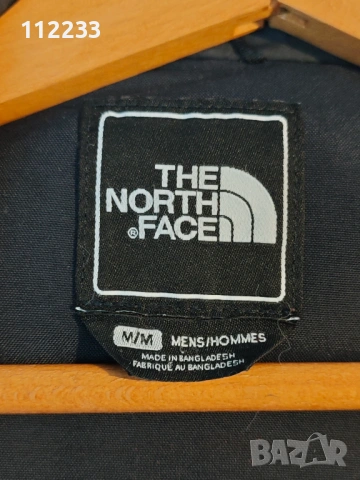 112233
THE
NORTH
®FACE
M/M MENS/HOMMES
MADE IN BANGLADESH
FABRIQUÉ AU BANGLADESH
BAZAR